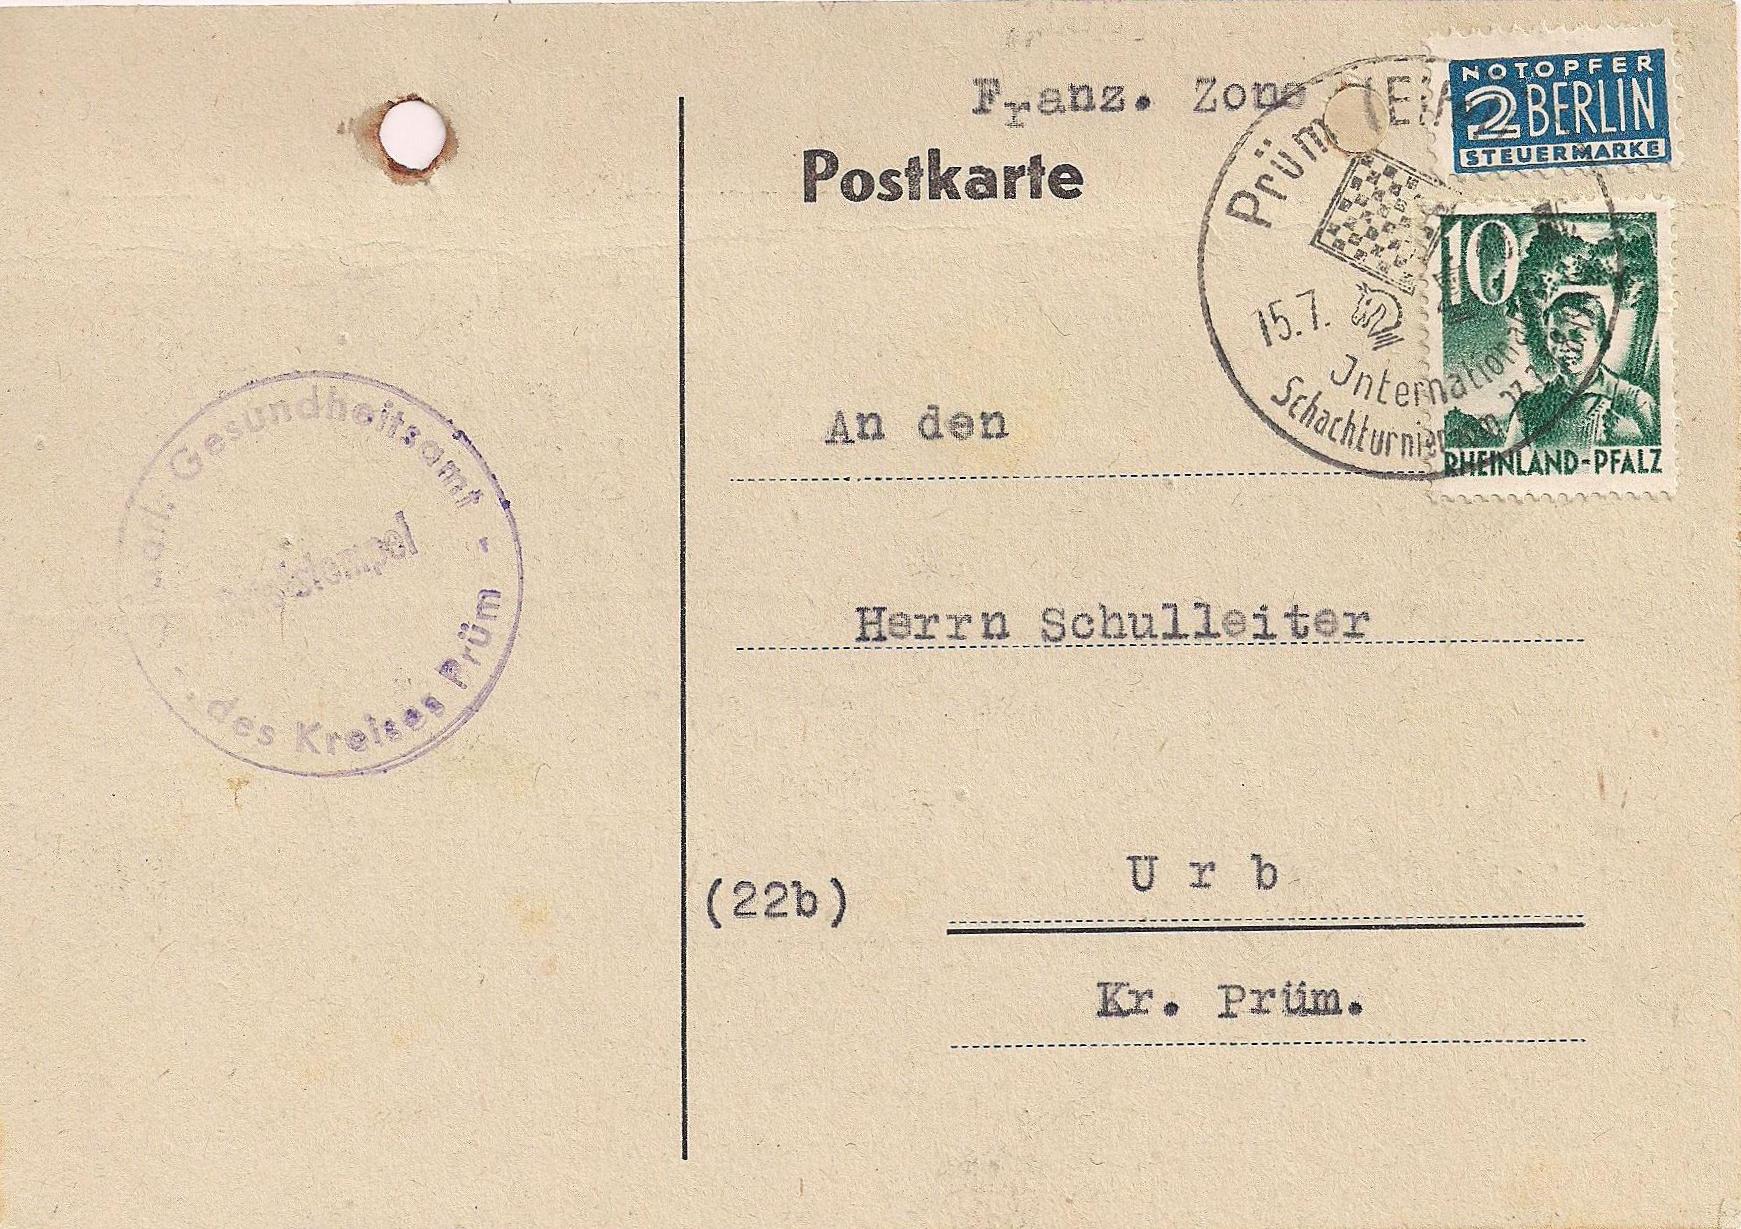 Franz. Zone
Postkarte
NOTOPFER
2 BERLIN
STEUERMARKE
Prüm
15.7.
Internationa
Schachturnier
10
RHEINLAND-PFALZ
Gesundheitsamt
des Kreises Prüm
An den
Herrn Schulleiter
(22b)
U r b
Kr. Prüm.